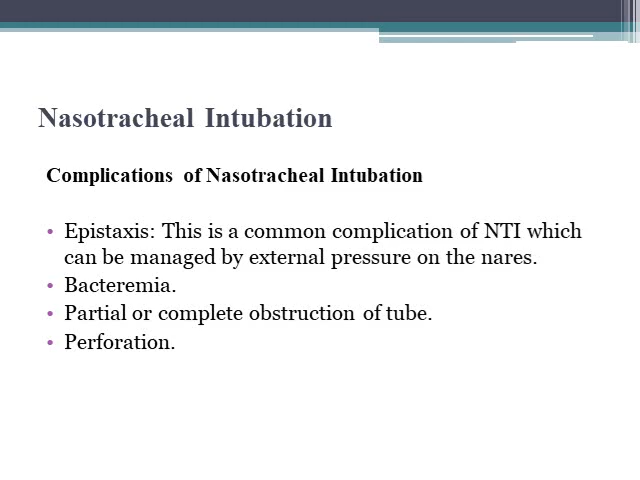 Nasotracheal Intubation
Complications of Nasotracheal Intubation
• Epistaxis: This is a common complication of NTI which
can be managed by external pressure on the nares.
• Bacteremia.
• Partial or complete obstruction of tube.
• Perforation.